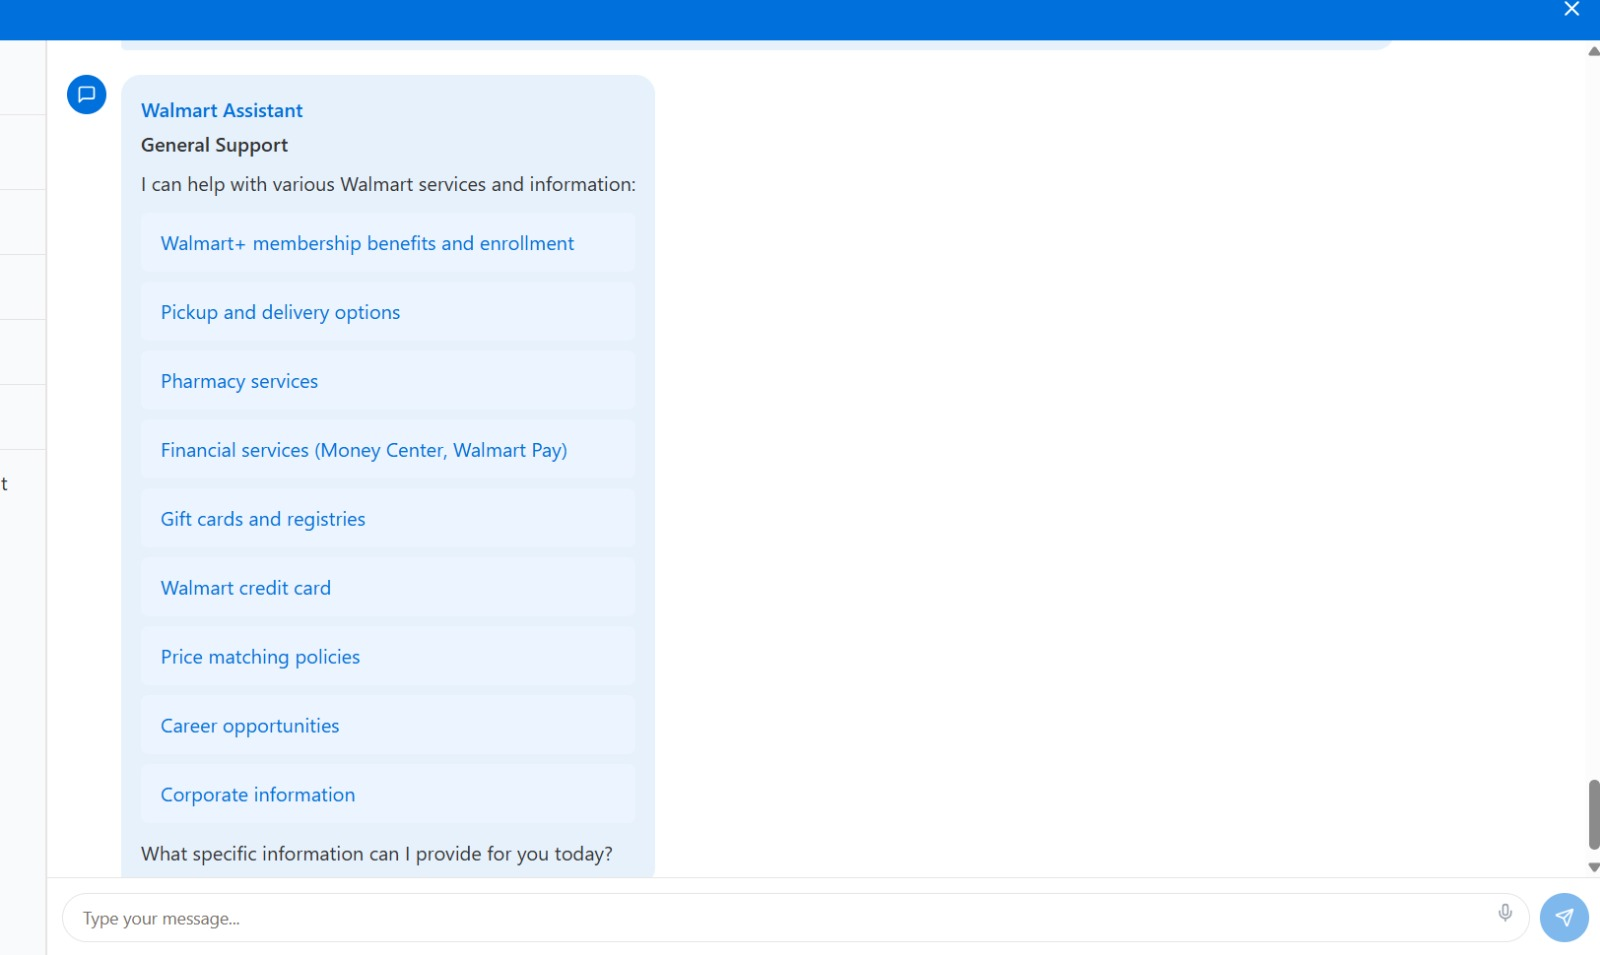 Walmart Assistant
General Support
I can help with various Walmart services and information:
Walmart+ membership benefits and enrollment
Pickup and delivery options
Pharmacy services
Financial services (Money Center, Walmart Pay)
t
Gift cards and registries
Walmart credit card
Price matching policies
Career opportunities
Corporate information
What specific information can I provide for you today?
Type your message...